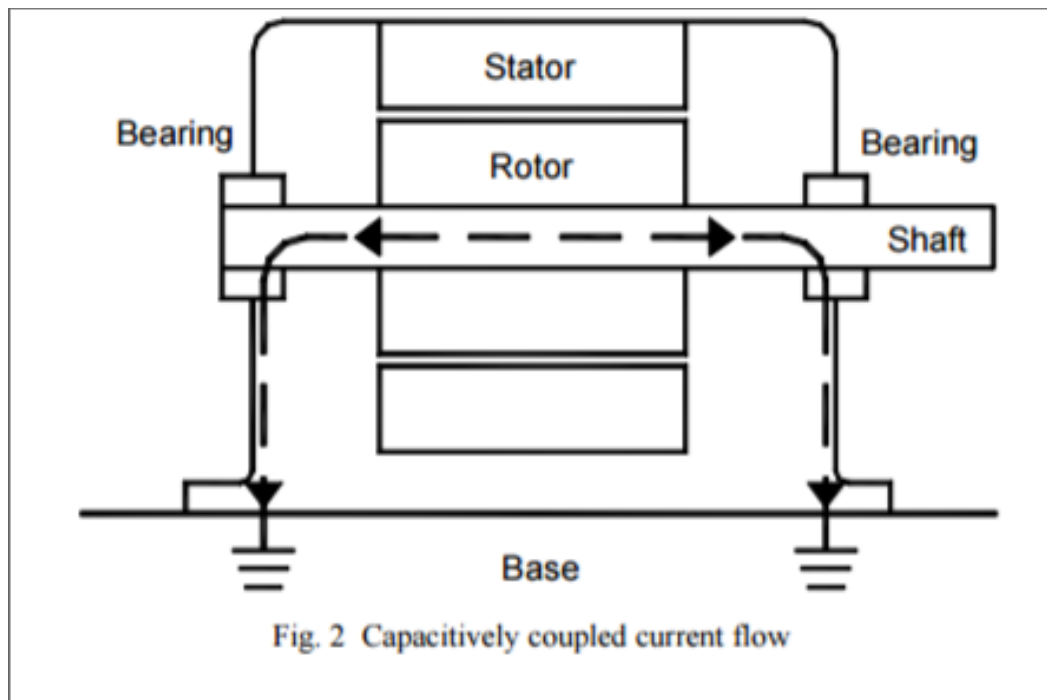 Stator
Bearing
Bearing
Rotor
Shaft
Base
Fig. 2 Capacitively coupled current flow